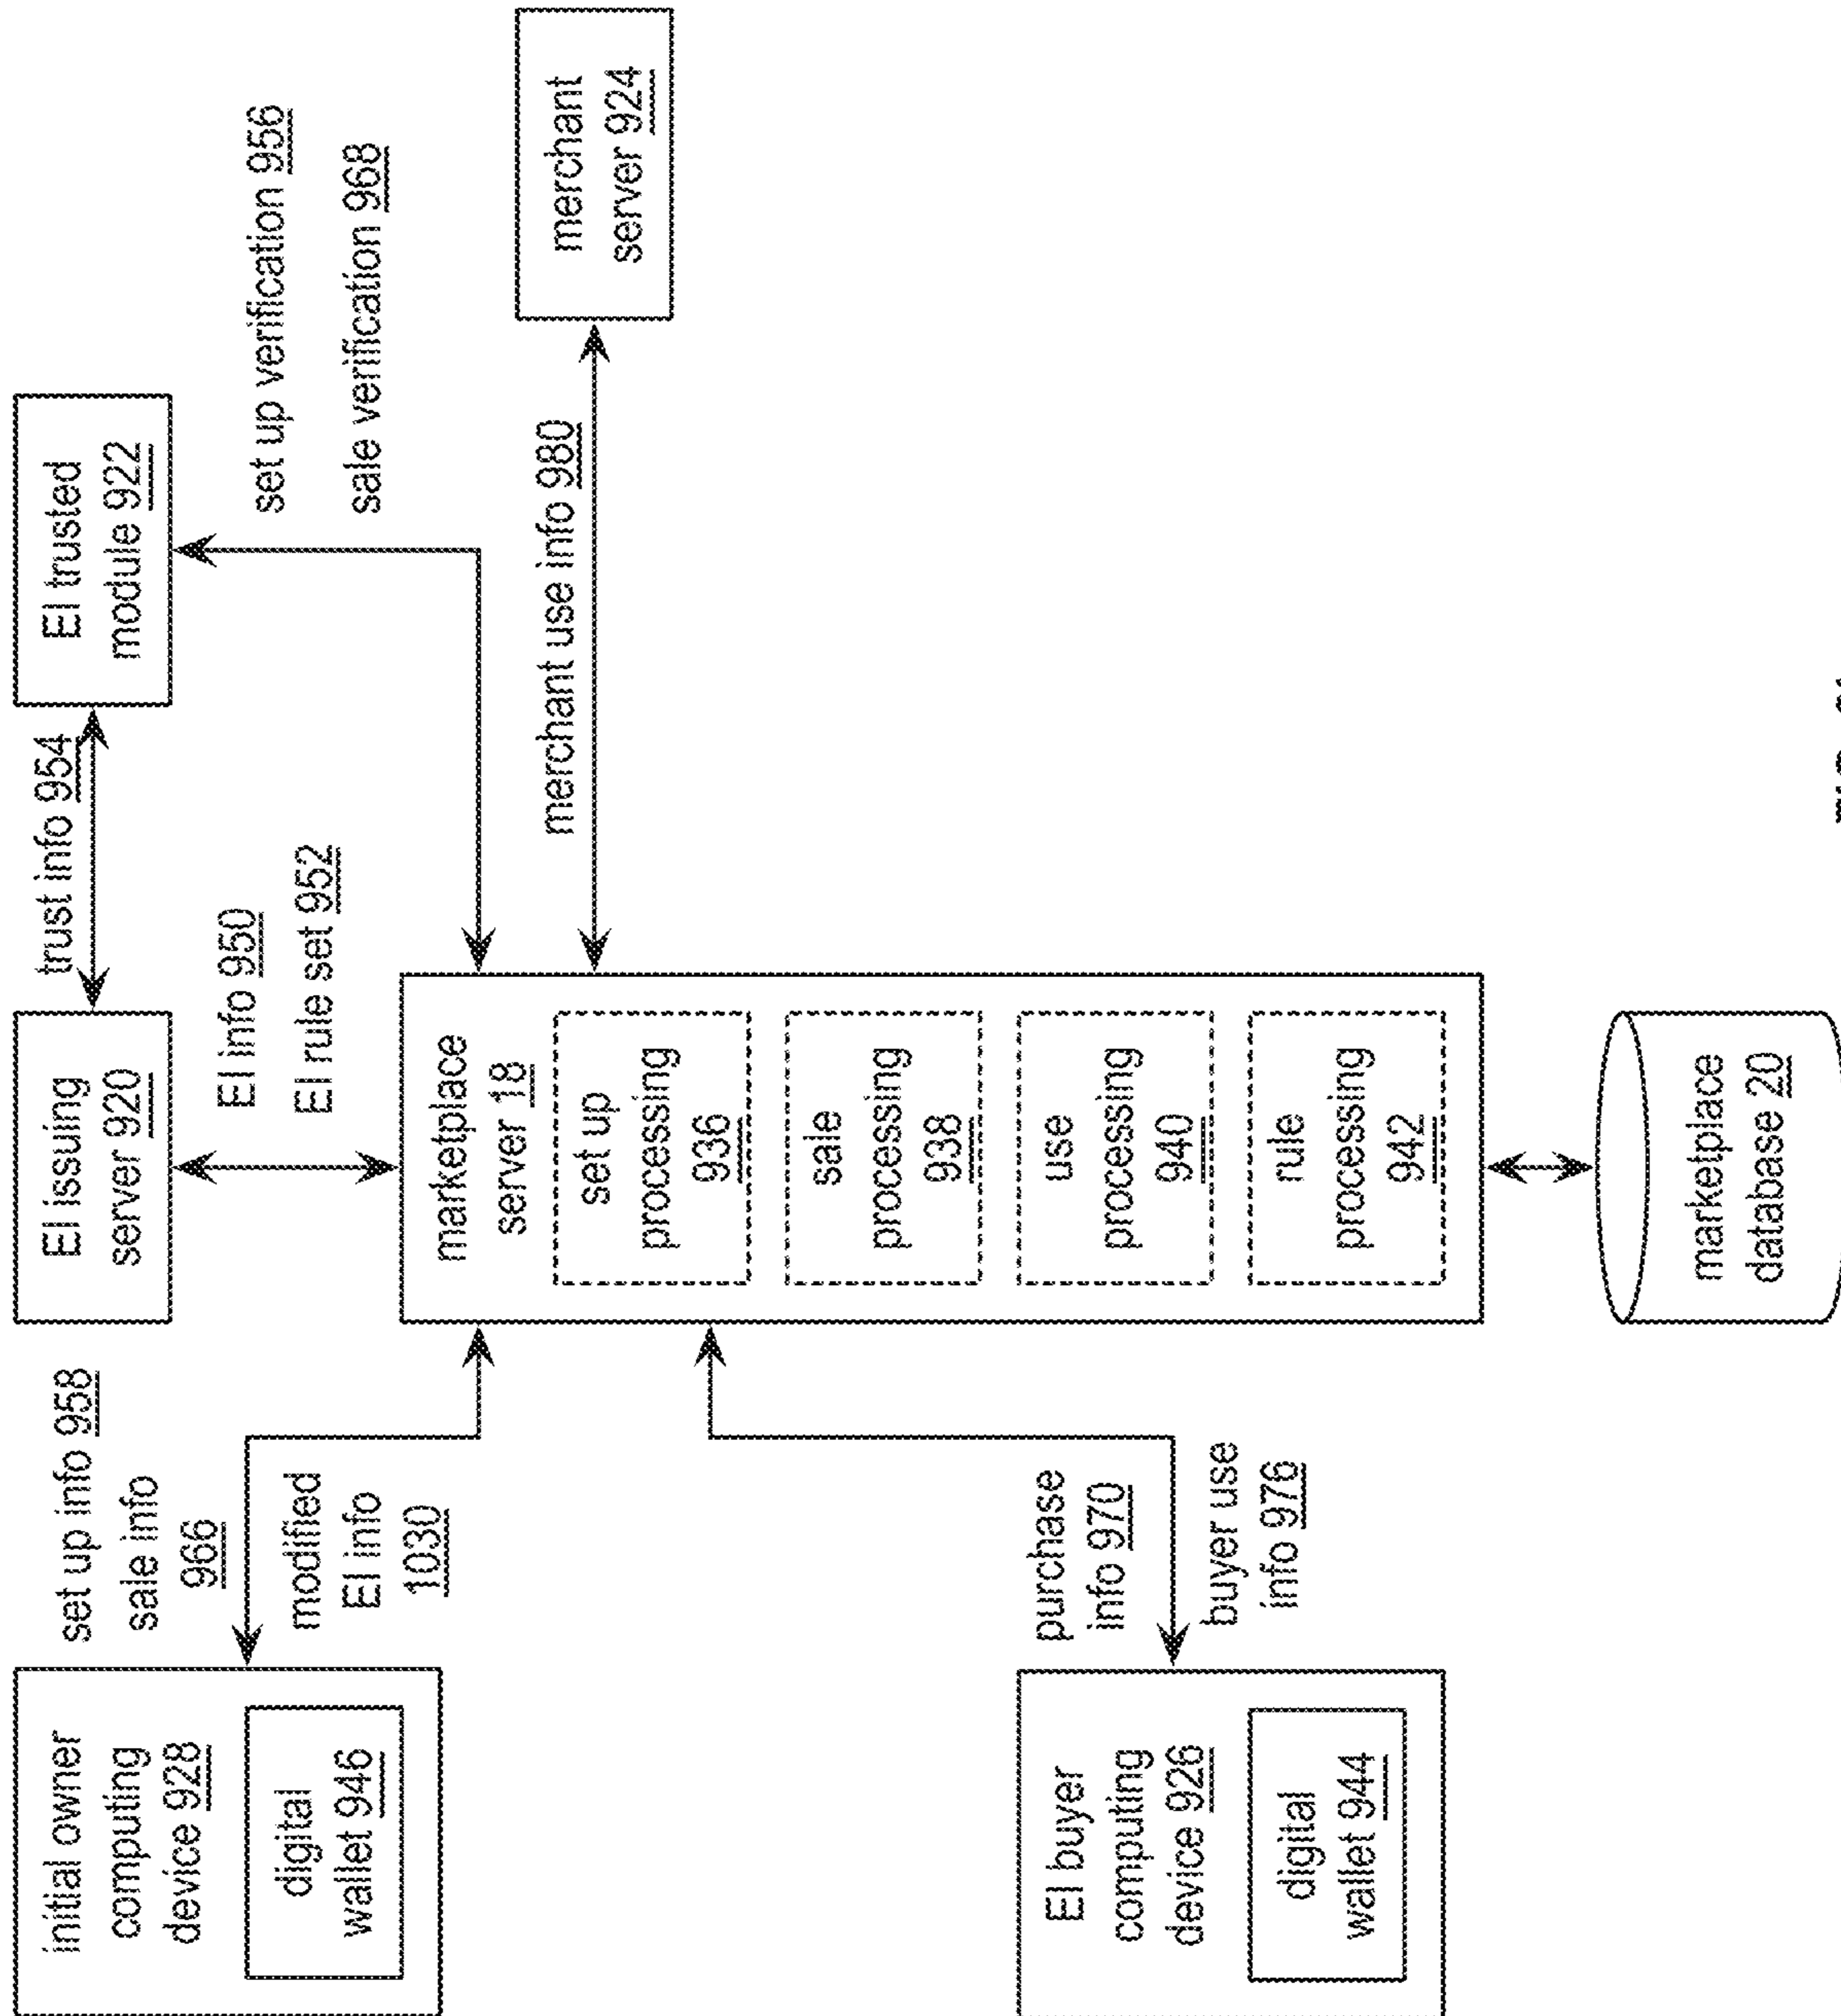 initial owner
computing
device 928
digital
wallet 946
set up info 958
sale info
966
modified
EI info
1030
EI issuing
server 920
trust info 954
EI trusted
module 922
EI info 950
EI rule set 952
set up verification 956
sale verification 968
marketplace
server 18
set up
processing
936
sale
processing
938
use
processing
940
rule
processing
942
merchant use info 980
merchant
server 924
EI buyer
computing
device 926
digital
wallet 944
purchase
info 970
buyer use
info 976
marketplace
database 20